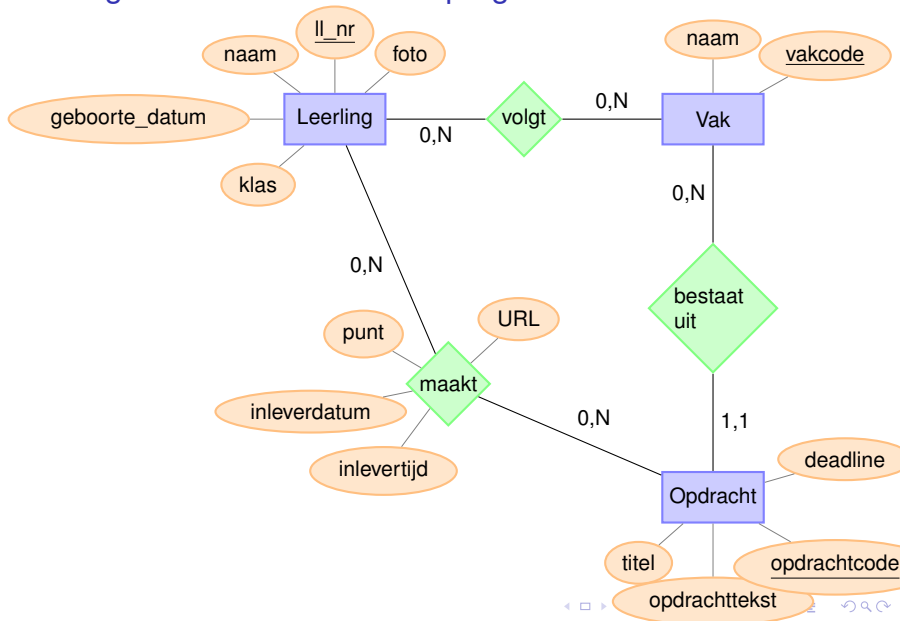 ll_nr
naam
foto
naam
vakcode
geboorte_datum
Leerling
volgt
Vak
0,N
0,N
klas
0,N
0,N
bestaat
uit
punt
URL
maakt
inleverdatum
0,N
1,1
inlevertijd
deadline
Opdracht
titel
opdrachtcode
opdrachttekst